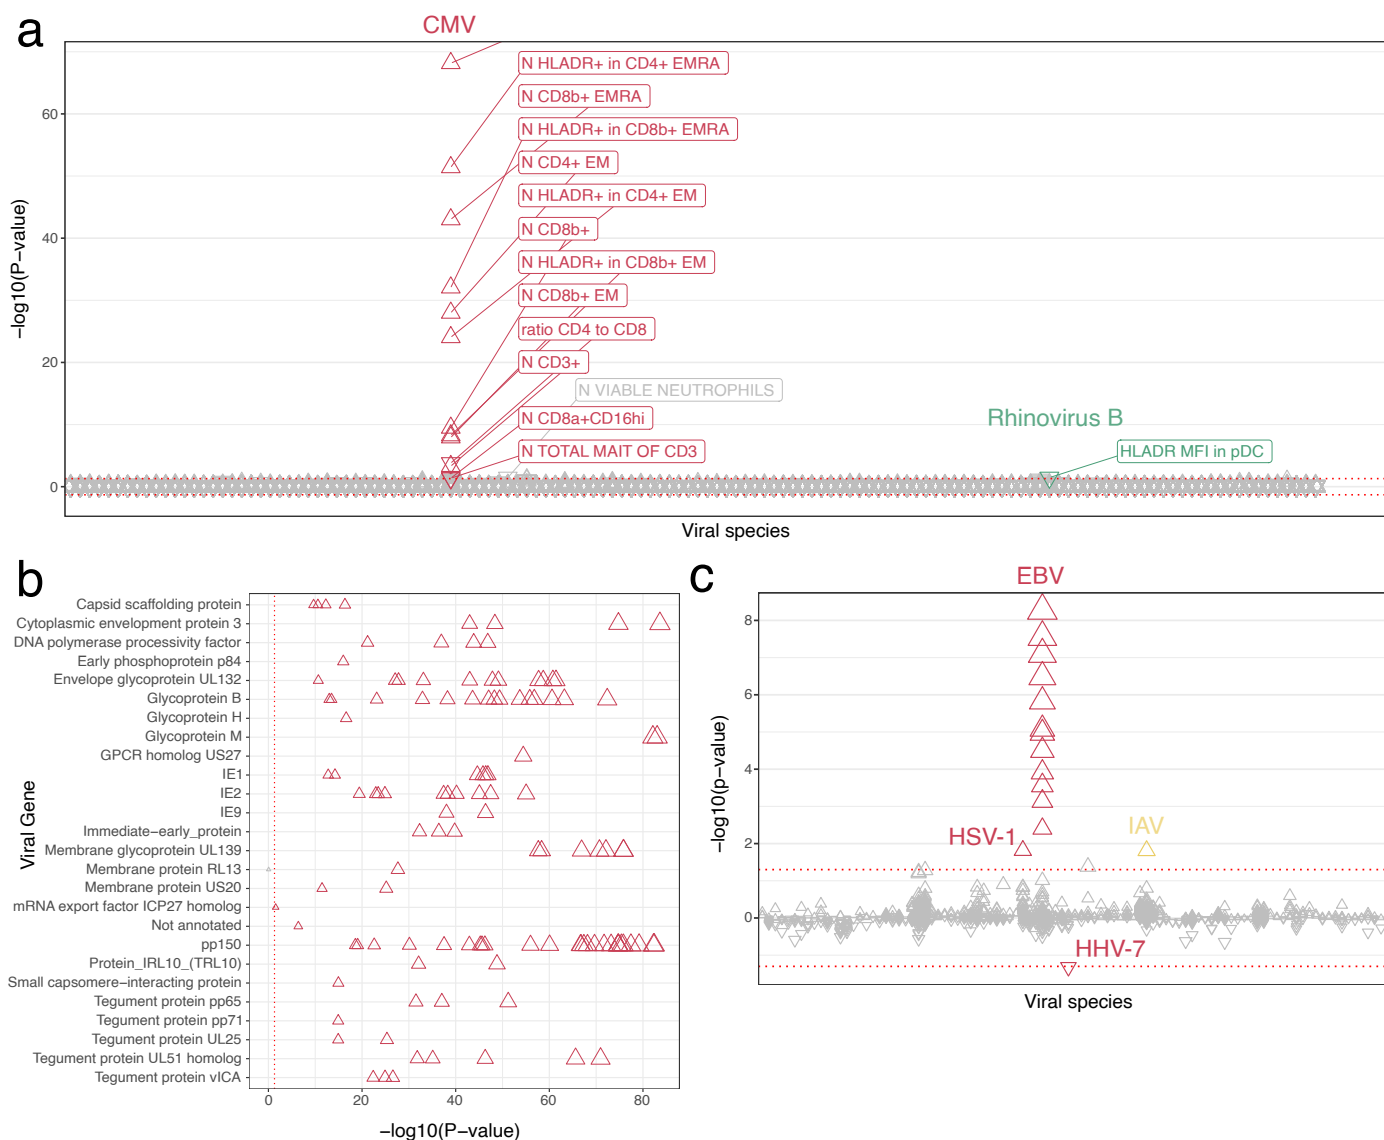 a
CMV
N HLADR+ in CD4+ EMRA
N CD8b+ EMRA
N HLADR+ in CD8b+ EMRA
N CD4+ EM
N HLADR+ in CD4+ EM
N CD8b+
N HLADR+ in CD8b+ EM
N CD8b+ EM
ratio CD4 to CD8
N CD3+
N VIABLE NEUTROPHILS
N CD8a+CD16hi
N TOTAL MAIT OF CD3
Rhinovirus B
HLADR MFI in pDC
60
40
20
0
−log10(P−value)
Viral species
b
Viral Gene
Capsid scaffolding protein
Cytoplasmic envelopment protein 3
DNA polymerase processivity factor
Early phosphoprotein p84
Envelope glycoprotein UL132
Glycoprotein B
Glycoprotein H
Glycoprotein M
GPCR homolog US27
IE1
IE2
IE9
Immediate−early_protein
Membrane glycoprotein UL139
Membrane protein RL13
Membrane protein US20
mRNA export factor ICP27 homolog
Not annotated
pp150
Protein_IRL10_(TRL10)
Small capsomere−interacting protein
Tegument protein pp65
Tegument protein pp71
Tegument protein UL25
Tegument protein UL51 homolog
Tegument protein vICA
0 20 40 60 80
−log10(P−value)
c
EBV
HSV-1
IAV
HHV-7
8
6
4
2
0
−log10(p−value)
Viral species